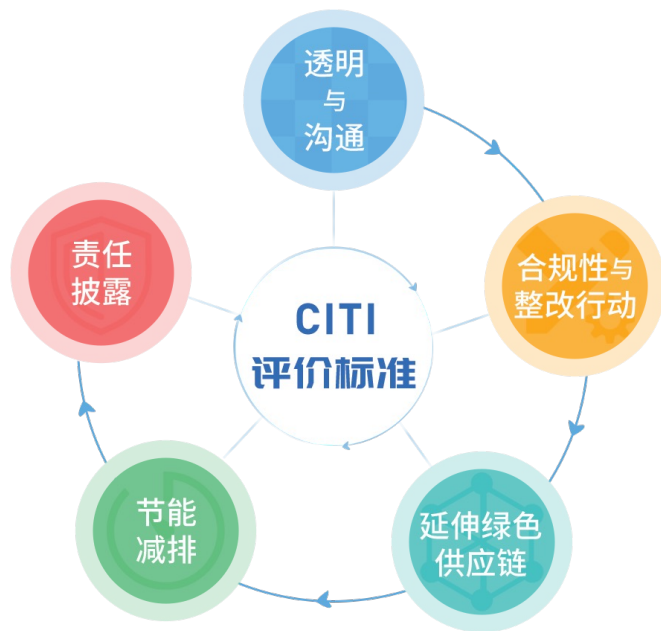 透明
与
沟通
合规性与
整改行动
延伸绿色
供应链
节能
减排
责任
披露
CITI
评价标准